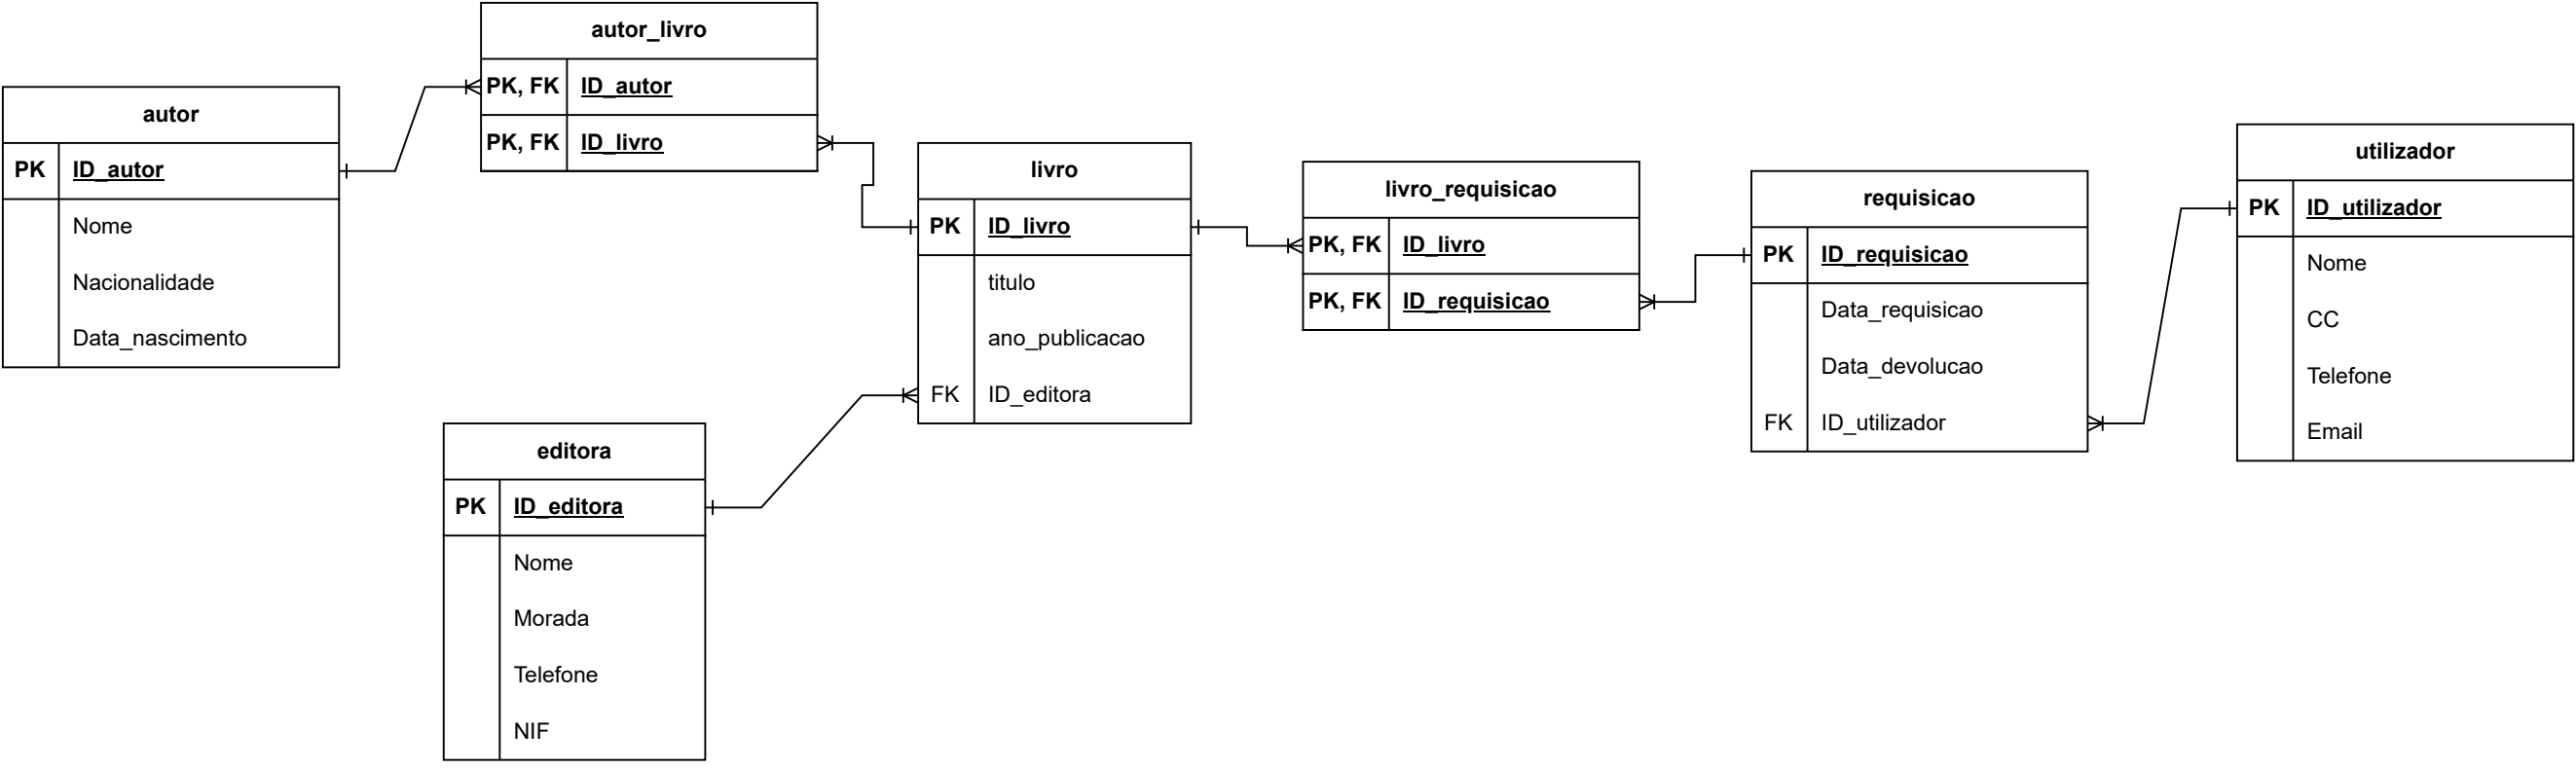 autor
PK ID_autor
Nome
Nacionalidade
Data_nascimento
autor_livro
PK, FK ID_autor
PK, FK ID_livro
editora
PK ID_editora
Nome
Morada
Telefone
NIF
livro
PK ID_livro
titulo
ano_publicacao
FK ID_editora
livro_requisicao
PK, FK ID_livro
PK, FK ID_requisicao
requisicao
PK ID_requisicao
Data_requisicao
Data_devolucao
FK ID_utilizador
utilizador
PK ID_utilizador
Nome
CC
Telefone
Email